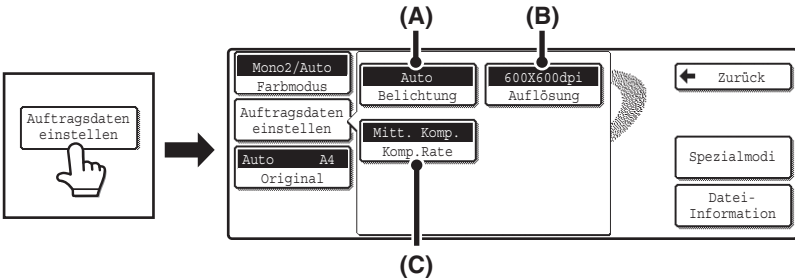 (A)
(B)
Auftragsdaten
einstellen
Mono2/Auto
Farbmodus
Auftragsdaten
einstellen
Auto A4
Original
Auto
Belichtung
600X600dpi
Auflösung
Mitt. Komp.
Komp.Rate
Zurück
Spezialmodi
Datei-
Information
(C)